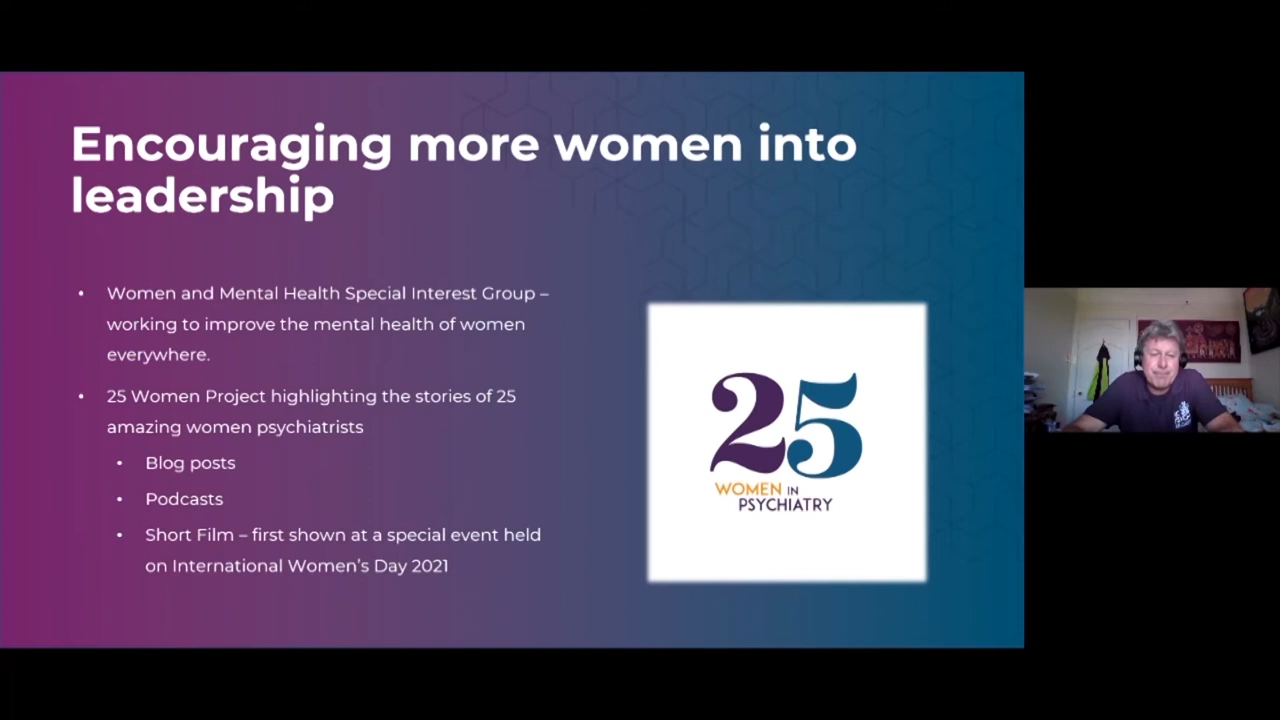 Encouraging more women into
leadership
• Women and Mental Health Special Interest Group –
working to improve the mental health of women
everywhere.
• 25 Women Project highlighting the stories of 25
amazing women psychiatrists
• Blog posts
• Podcasts
• Short Film – first shown at a special event held
on International Women's Day 2021
25
WOMEN IN
PSYCHIATRY